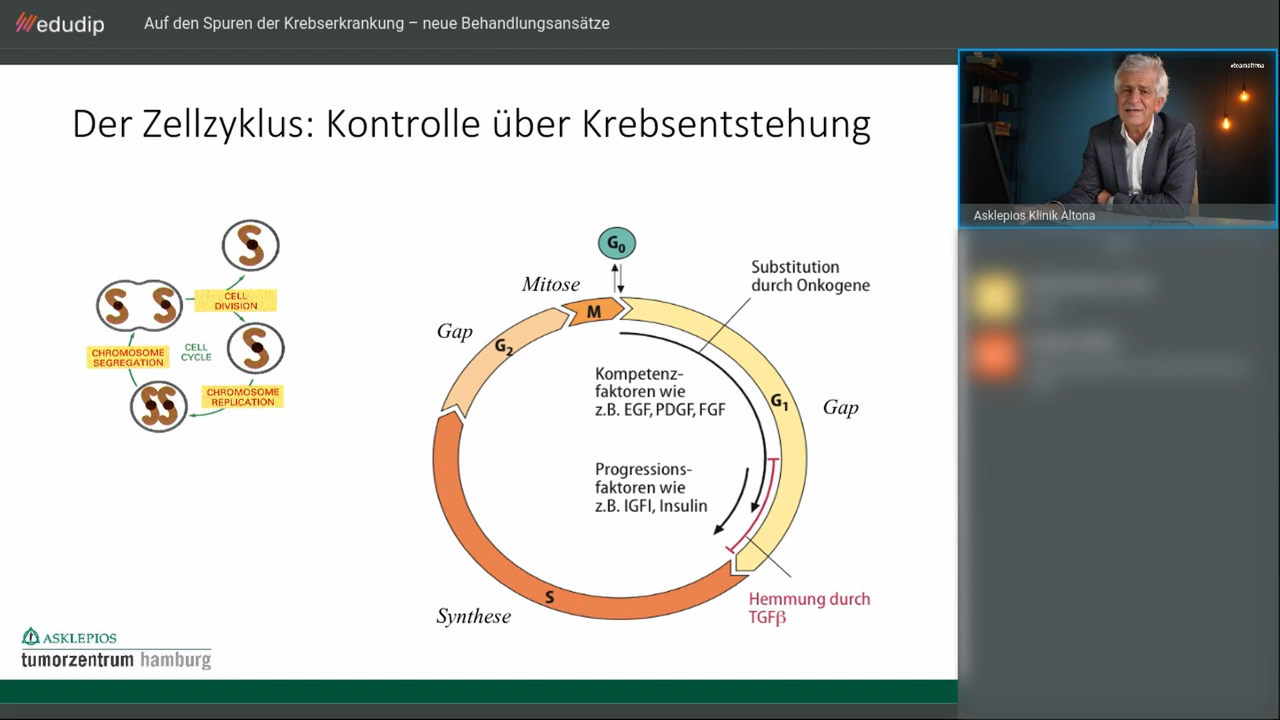 edudip
Auf den Spuren der Krebserkrankung – neue Behandlungsansätze
#teamaltona
Asklepios Klinik Altona
Der Zellzyklus: Kontrolle über Krebsentstehung
CELL
DIVISION
CHROMOSOME
SEGREGATION
CELL
CYCLE
CHROMOSOME
REPLICATION
G₀
Mitose
M
Substitution
durch Onkogene
Gap
G₂
Kompetenz-
faktoren wie
z.B. EGF, PDGF, FGF
G₁
Gap
Progressions-
faktoren wie
z.B. IGFI, Insulin
S
Synthese
Hemmung durch
TGFβ
ASKLEPIOS
tumorzentrum hamburg